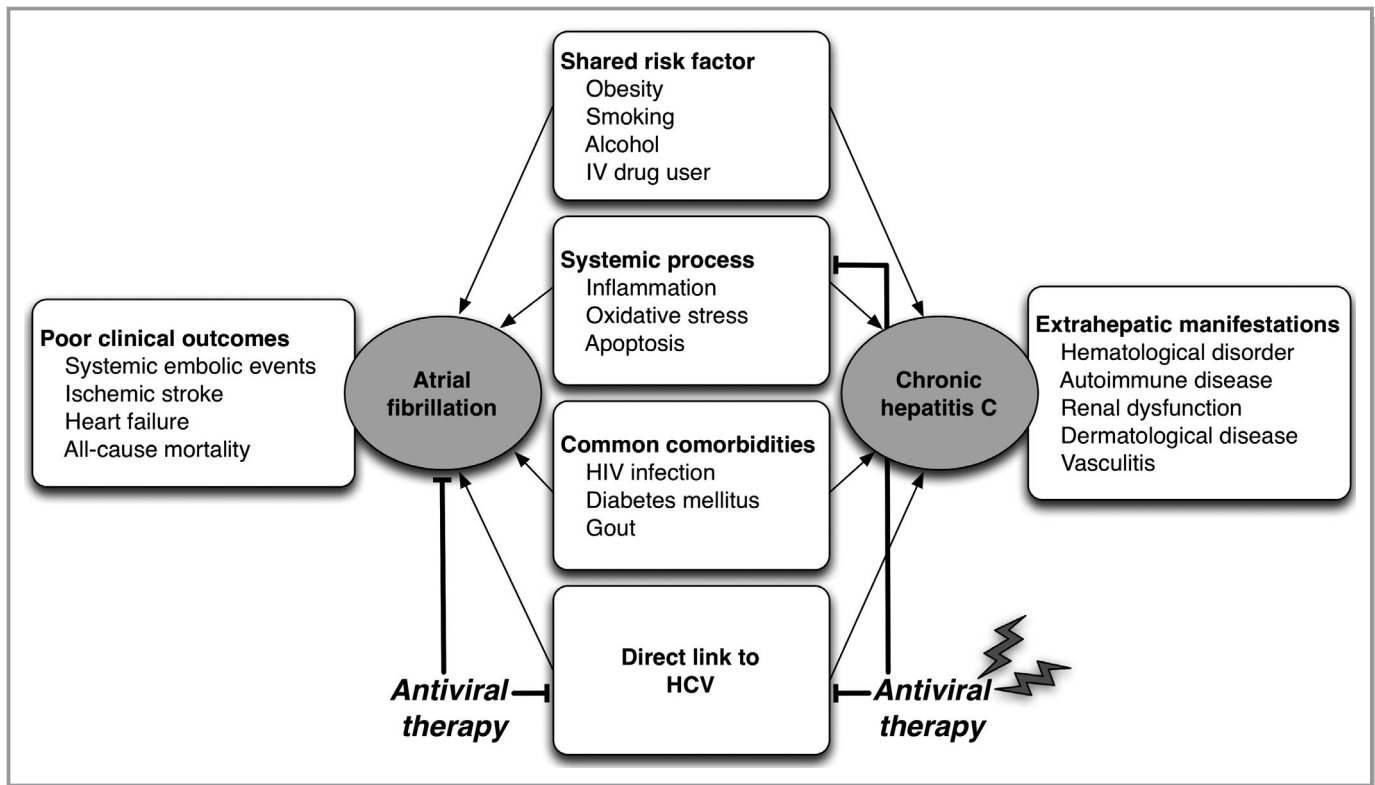 Shared risk factor
Obesity
Smoking
Alcohol
IV drug user
Systemic process
Inflammation
Oxidative stress
Apoptosis
Poor clinical outcomes
Systemic embolic events
Ischemic stroke
Heart failure
All-cause mortality
Atrial
fibrillation
Chronic
hepatitis C
Extrahepatic manifestations
Hematological disorder
Autoimmune disease
Renal dysfunction
Dermatological disease
Vasculitis
Common comorbidities
HIV infection
Diabetes mellitus
Gout
Direct link to
HCV
Antiviral
therapy
Antiviral
therapy